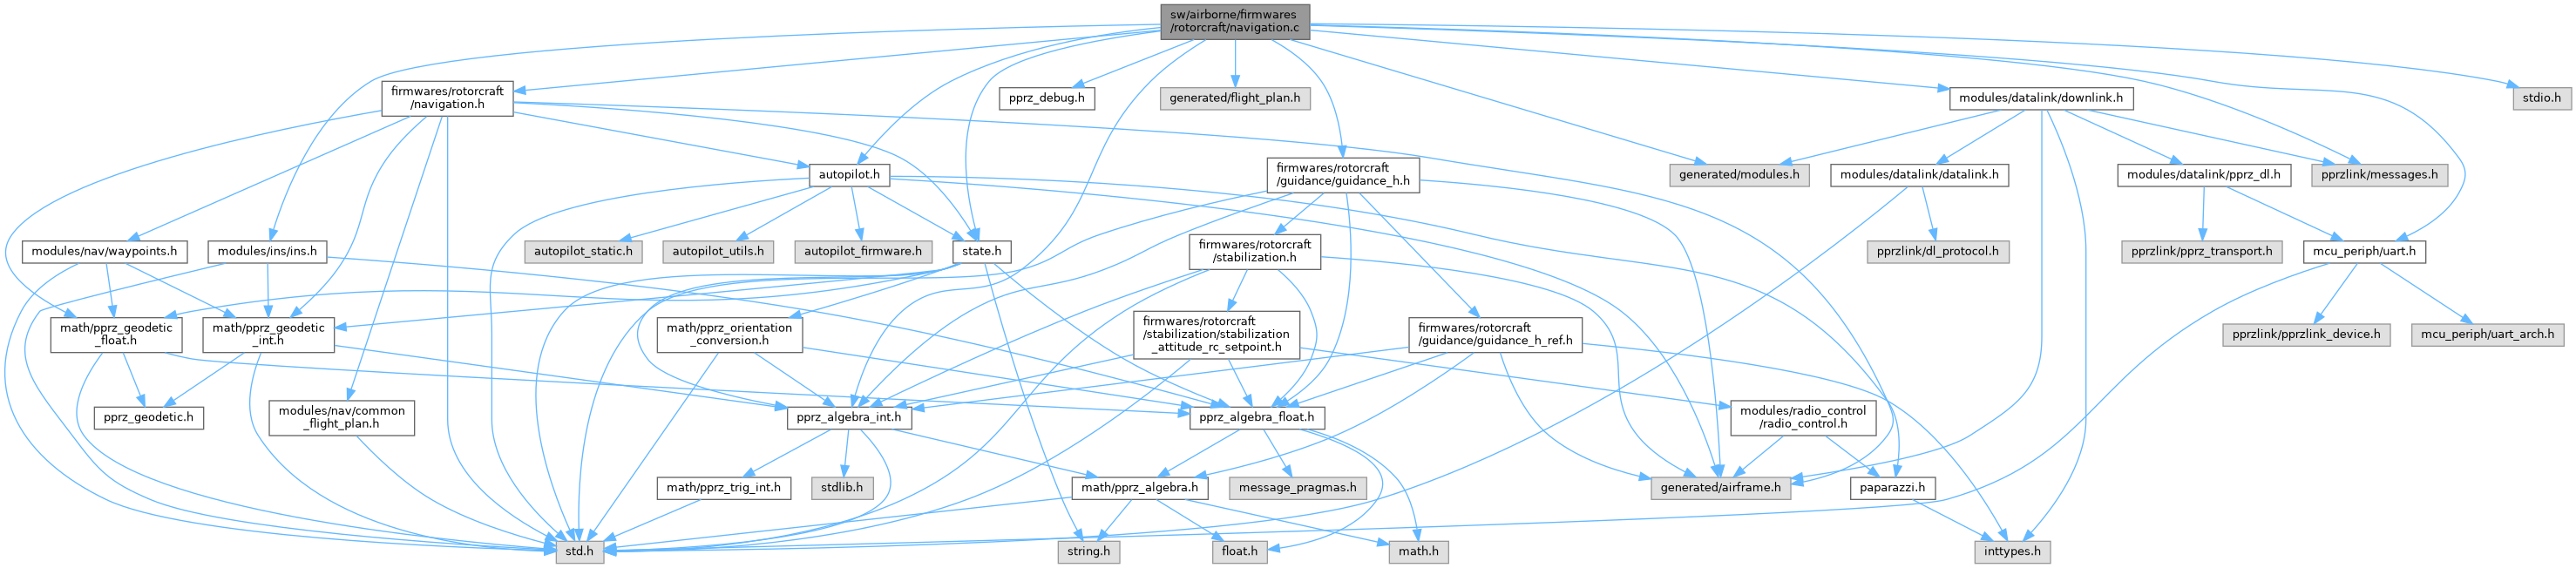 sw/airborne/firmwares
/rotorcraft/navigation.c
firmwares/rotorcraft
/navigation.h
pprz_debug.h
generated/flight_plan.h
modules/datalink/downlink.h
stdio.h
autopilot.h
firmwares/rotorcraft
/guidance/guidance_h.h
generated/modules.h
modules/datalink/datalink.h
modules/datalink/pprz_dl.h
pprzlink/messages.h
modules/nav/waypoints.h
modules/ins/ins.h
autopilot_static.h
autopilot_utils.h
autopilot_firmware.h
state.h
firmwares/rotorcraft
/stabilization.h
pprzlink/dl_protocol.h
pprzlink/pprz_transport.h
mcu_periph/uart.h
math/pprz_geodetic
_float.h
math/pprz_geodetic
_int.h
math/pprz_orientation
_conversion.h
firmwares/rotorcraft
/stabilization/stabilization
_attitude_rc_setpoint.h
firmwares/rotorcraft
/guidance/guidance_h_ref.h
pprzlink/pprzlink_device.h
mcu_periph/uart_arch.h
pprz_geodetic.h
modules/nav/common
_flight_plan.h
pprz_algebra_int.h
pprz_algebra_float.h
modules/radio_control
/radio_control.h
math/pprz_trig_int.h
stdlib.h
math/pprz_algebra.h
message_pragmas.h
generated/airframe.h
paparazzi.h
std.h
string.h
float.h
math.h
inttypes.h